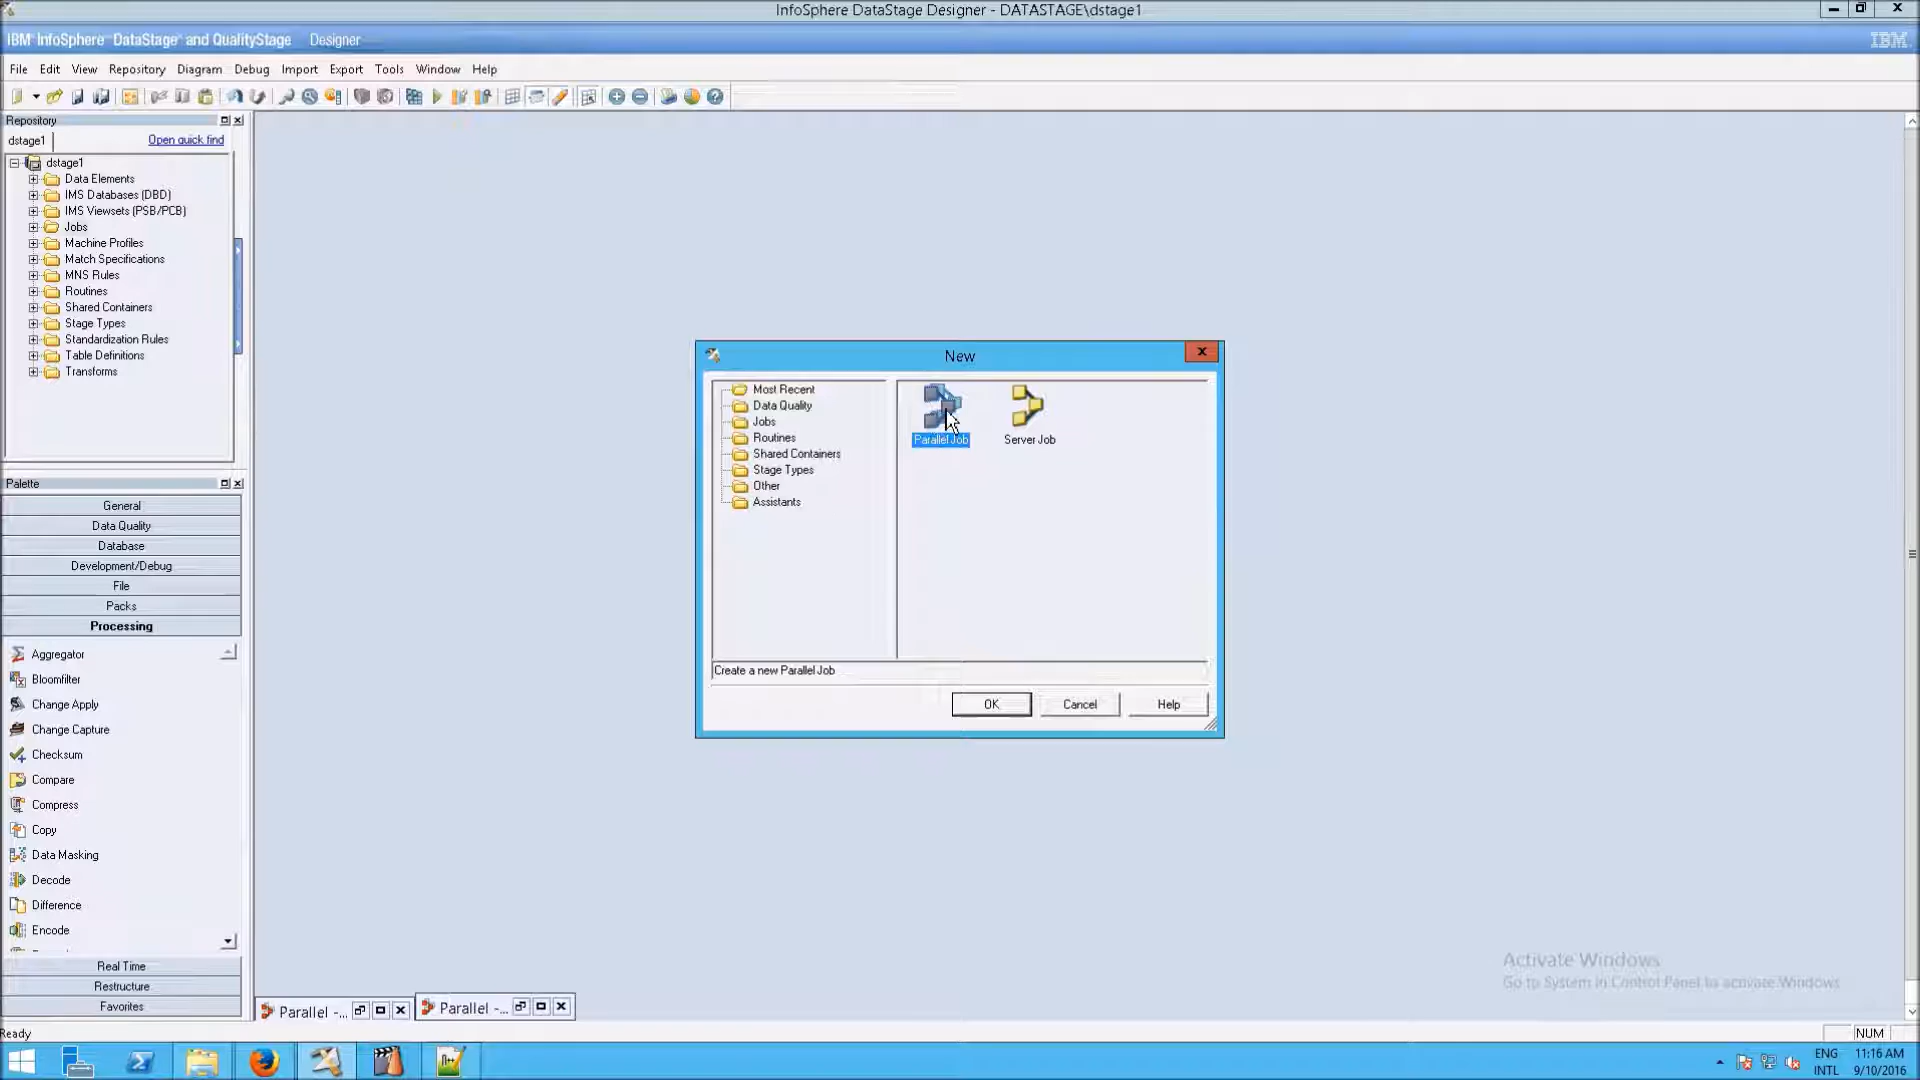 InfoSphere DataStage Designer - DATASTAGE\dstage1
IBM InfoSphere DataStage and QualityStage Designer
IBM
File Edit View Repository Diagram Debug Import Export Tools Window Help
Repository
dstage1 Open quick find
dstage1
Data Elements
IMS Databases (DBD)
IMS Viewsets (PSB/PCB)
Jobs
Machine Profiles
Match Specifications
MNS Rules
Routines
Shared Containers
Stage Types
Standardization Rules
Table Definitions
Transforms
Palette
General
Data Quality
Database
Development/Debug
File
Packs
Processing
Aggregator
Bloomfilter
Change Apply
Change Capture
Checksum
Compare
Compress
Copy
Data Masking
Decode
Difference
Encode
Real Time
Restructure
Favorites
New
Most Recent
Data Quality
Jobs
Routines
Shared Containers
Stage Types
Other
Assistants
Parallel Job
Server Job
Create a new Parallel Job
OK Cancel Help
Activate Windows
Go to System in Control Panel to activate Windows.
Parallel -...
Parallel -...
Ready
NUM
ENG 11:16 AM
INTL 9/10/2016